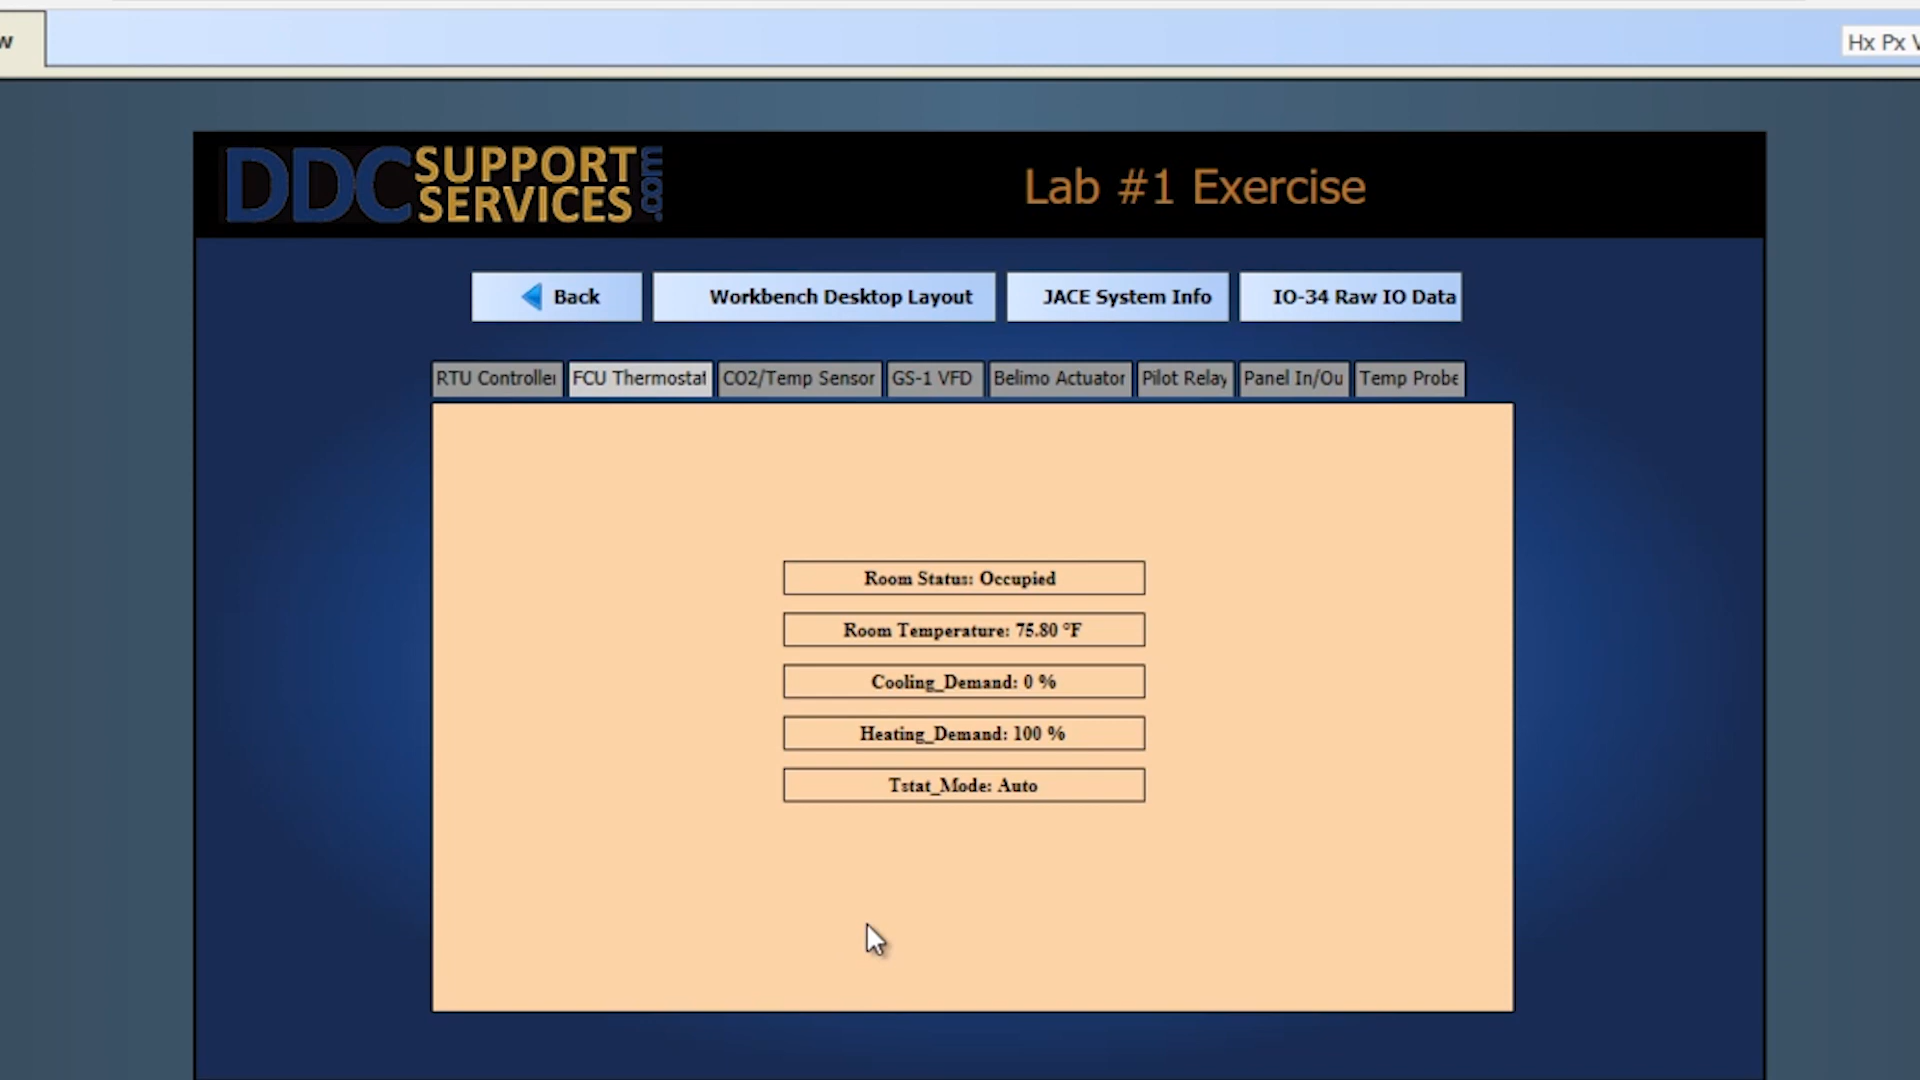 w
Hx Px V
DDC SUPPORT SERVICES .com
Lab #1 Exercise
Back
Workbench Desktop Layout
JACE System Info
IO-34 Raw IO Data
RTU Controller
FCU Thermostat
CO2/Temp Sensor
GS-1 VFD
Belimo Actuator
Pilot Relay
Panel In/Ou
Temp Probe
Room Status: Occupied
Room Temperature: 75.80 °F
Cooling_Demand: 0 %
Heating_Demand: 100 %
Tstat_Mode: Auto